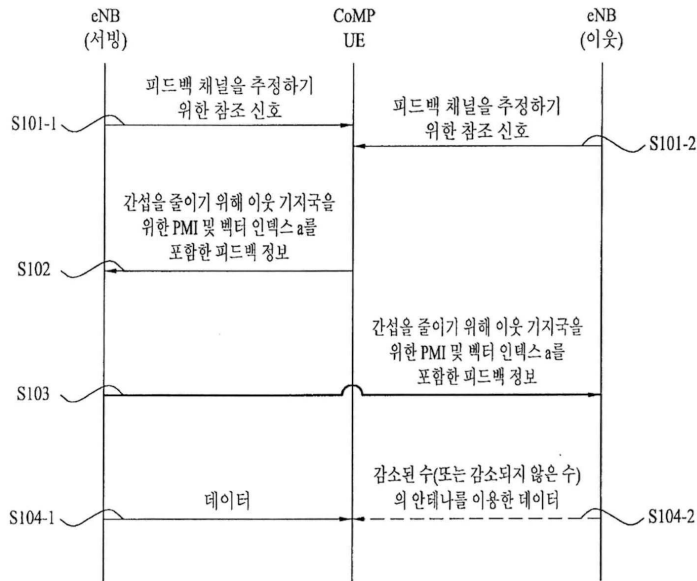 eNB
(서빙)
CoMP
UE
eNB
(이웃)
피드백 채널을 추정하기
위한 참조 신호
S101-1
피드백 채널을 추정하기
위한 참조 신호
S101-2
간섭을 줄이기 위해 이웃 기지국을
위한 PMI 및 벡터 인덱스 a를
포함한 피드백 정보
S102
간섭을 줄이기 위해 이웃 기지국을
위한 PMI 및 벡터 인덱스 a를
포함한 피드백 정보
S103
감소된 수(또는 감소되지 않은 수)
의 안테나를 이용한 데이터
데이터
S104-1
S104-2